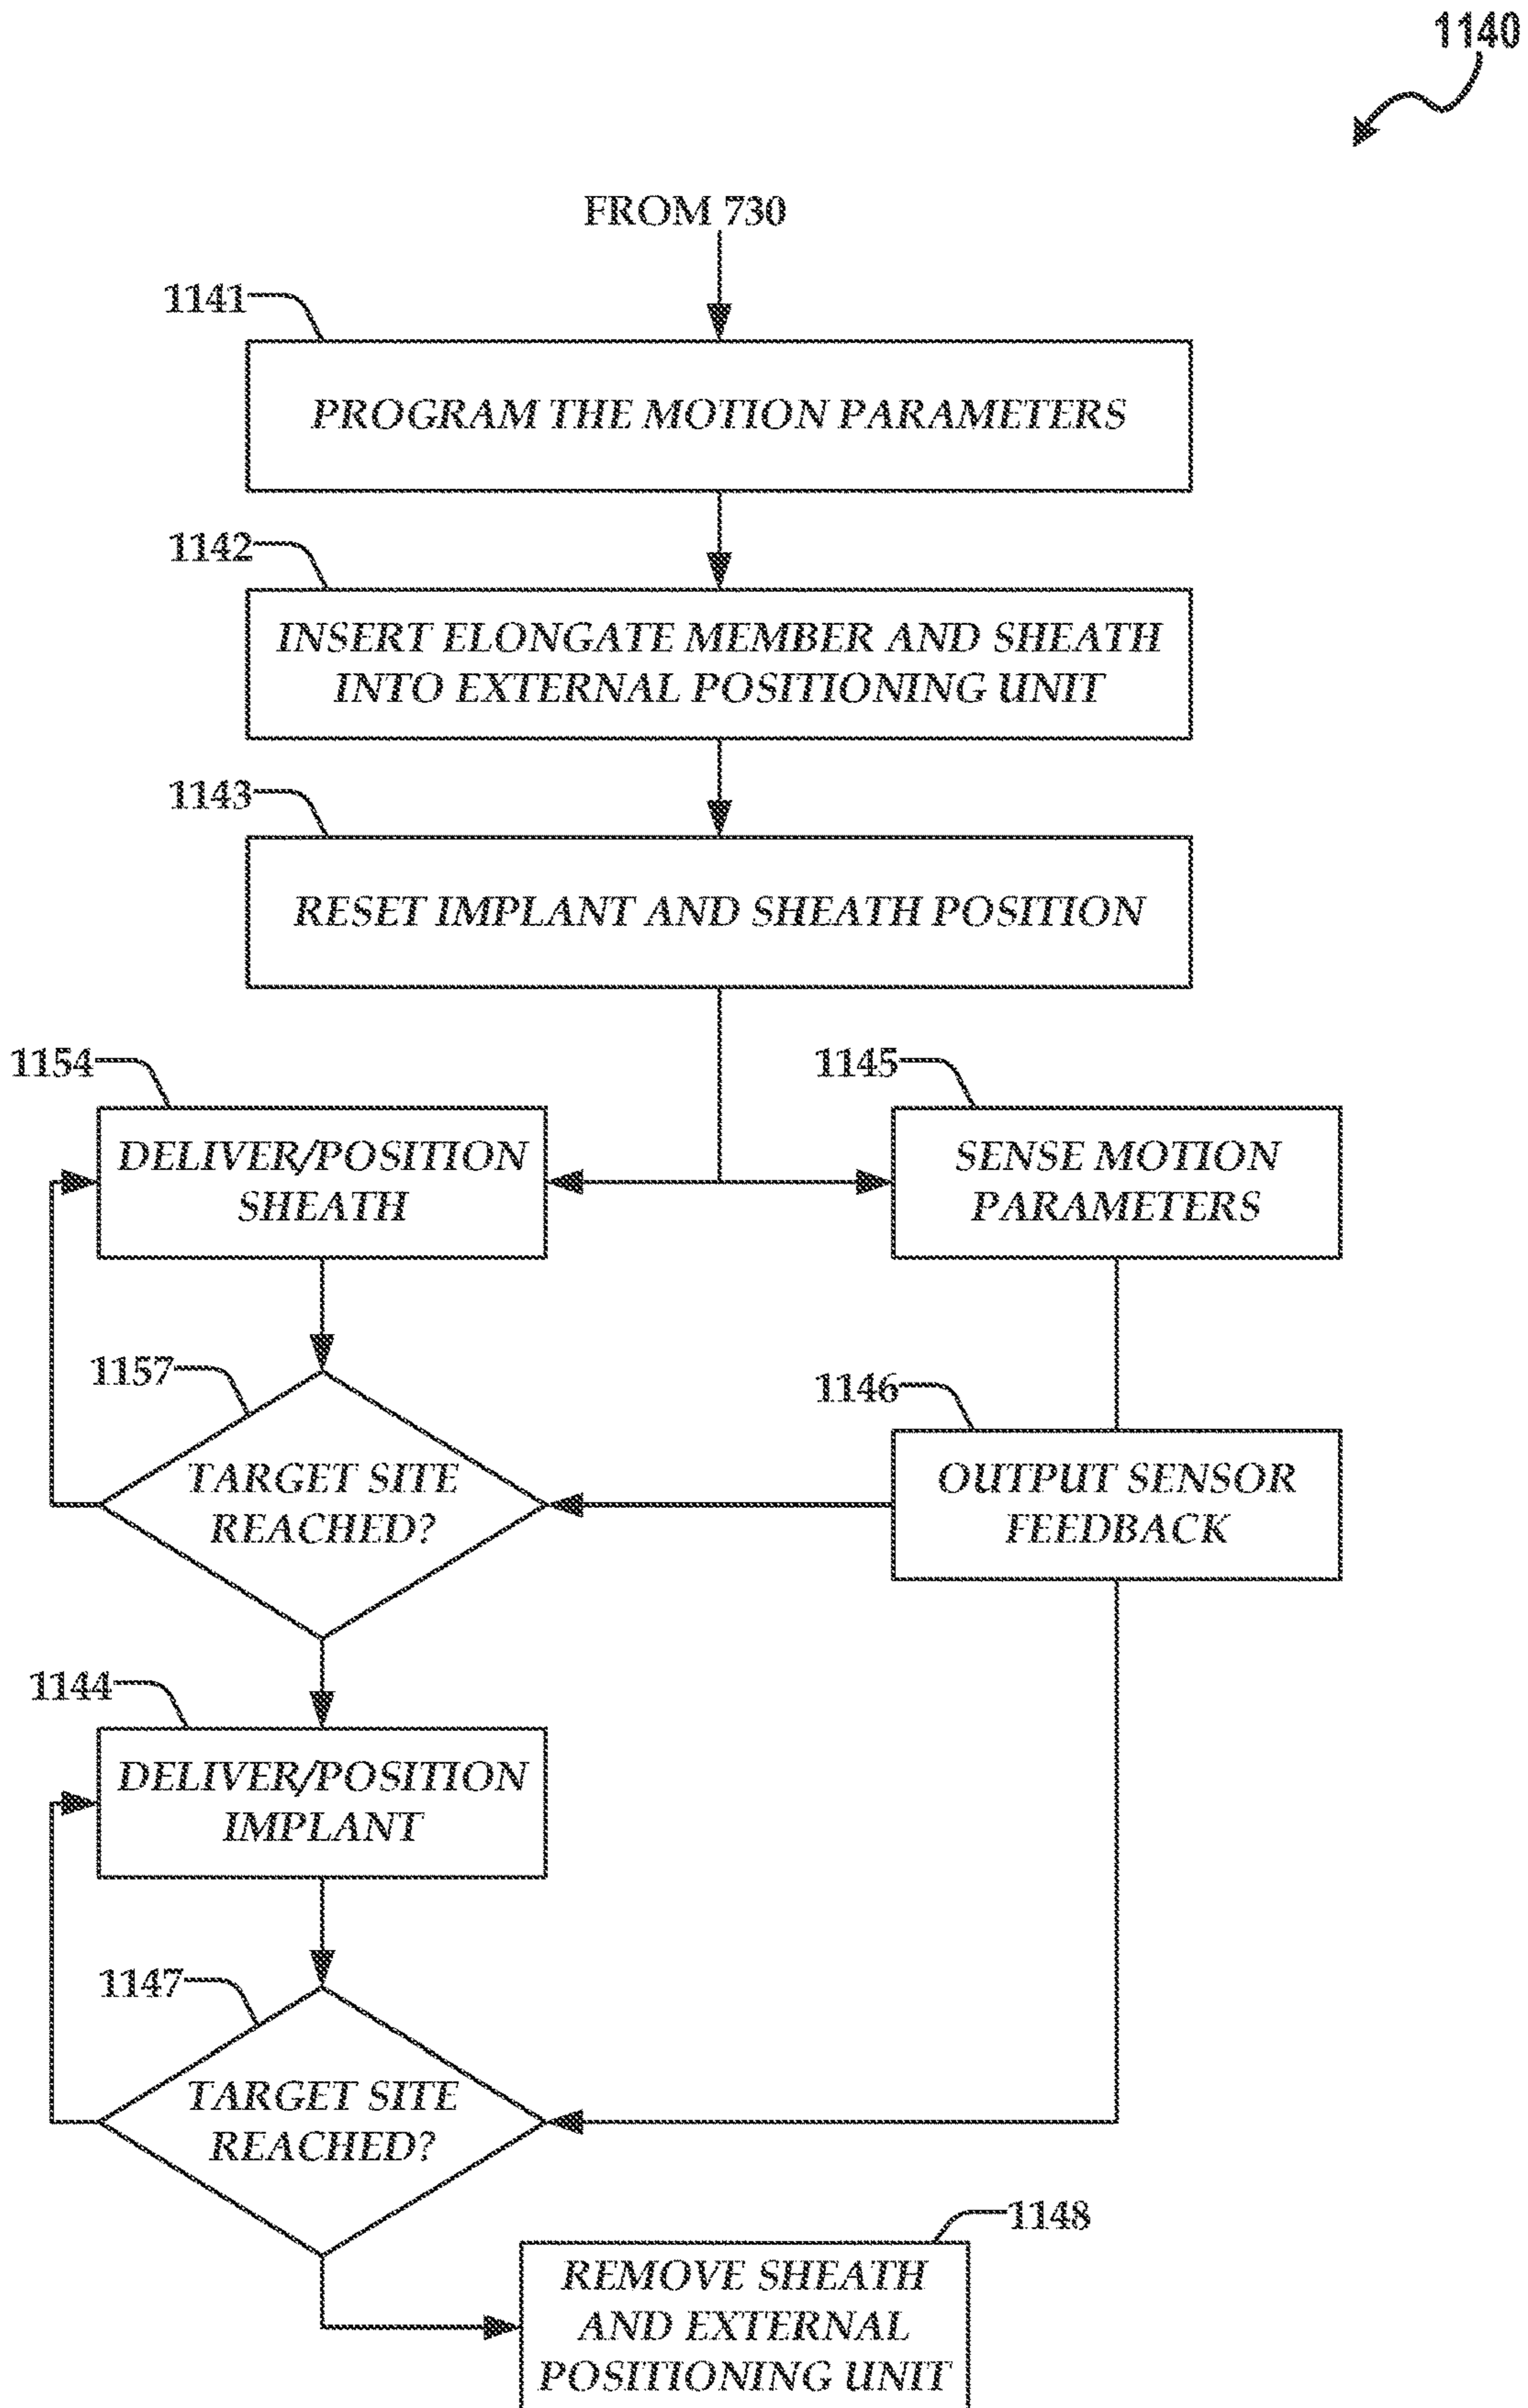 1140
FROM 730
1141
PROGRAM THE MOTION PARAMETERS
1142
INSERT ELONGATE MEMBER AND SHEATH
INTO EXTERNAL POSITIONING UNIT
1143
RESET IMPLANT AND SHEATH POSITION
1154
DELIVER/POSITION
SHEATH
1145
SENSE MOTION
PARAMETERS
1157
TARGET SITE
REACHED?
1146
OUTPUT SENSOR
FEEDBACK
1144
DELIVER/POSITION
IMPLANT
1147
TARGET SITE
REACHED?
1148
REMOVE SHEATH
AND EXTERNAL
POSITIONING UNIT